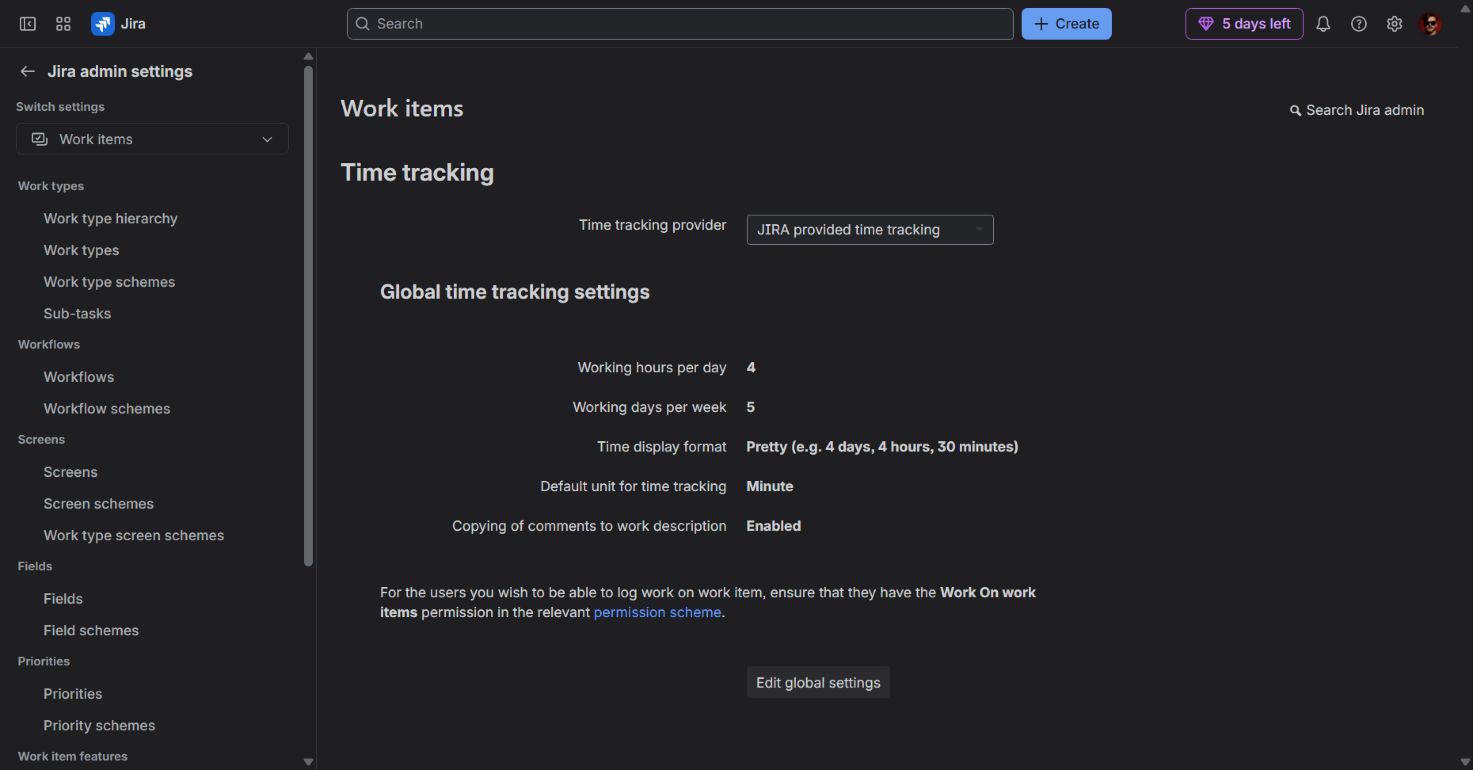 Jira
Search
Create
5 days left
Jira admin settings
Switch settings
Work items
Work types
Work type hierarchy
Work types
Work type schemes
Sub-tasks
Workflows
Workflows
Workflow schemes
Screens
Screens
Screen schemes
Work type screen schemes
Fields
Fields
Field schemes
Priorities
Priorities
Priority schemes
Work item features
Work items
Search Jira admin
Time tracking
Time tracking provider JIRA provided time tracking
Global time tracking settings
Working hours per day 4
Working days per week 5
Time display format Pretty (e.g. 4 days, 4 hours, 30 minutes)
Default unit for time tracking Minute
Copying of comments to work description Enabled
For the users you wish to be able to log work on work item, ensure that they have the Work On work
items permission in the relevant permission scheme.
Edit global settings